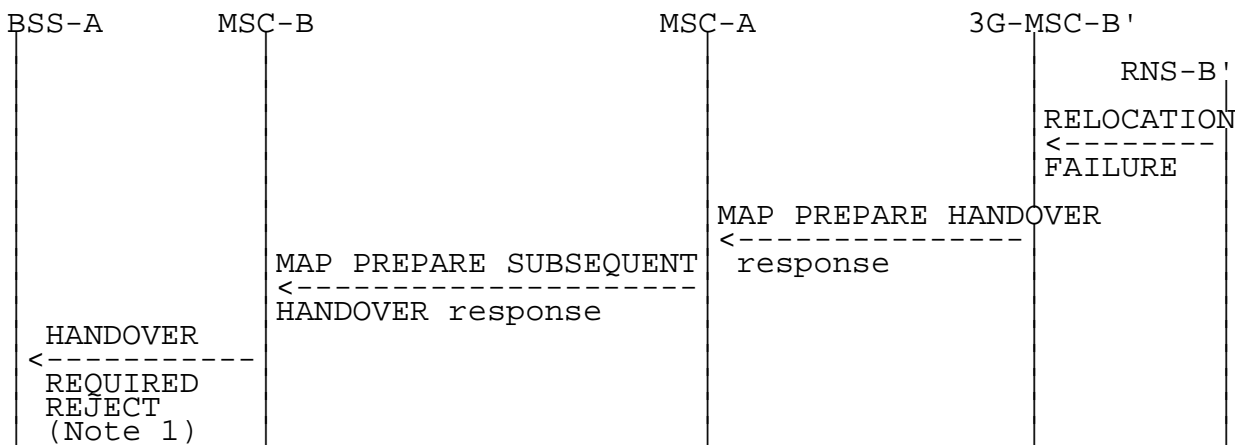 BSS-A MSC-B MSC-A 3G-MSC-B'
RNS-B'
RELOCATION
<--------
FAILURE
MAP PREPARE HANDOVER
<---------------
response
MAP PREPARE SUBSEQUENT
<---------------------
HANDOVER response
HANDOVER
<-----------
REQUIRED
REJECT
(Note 1)